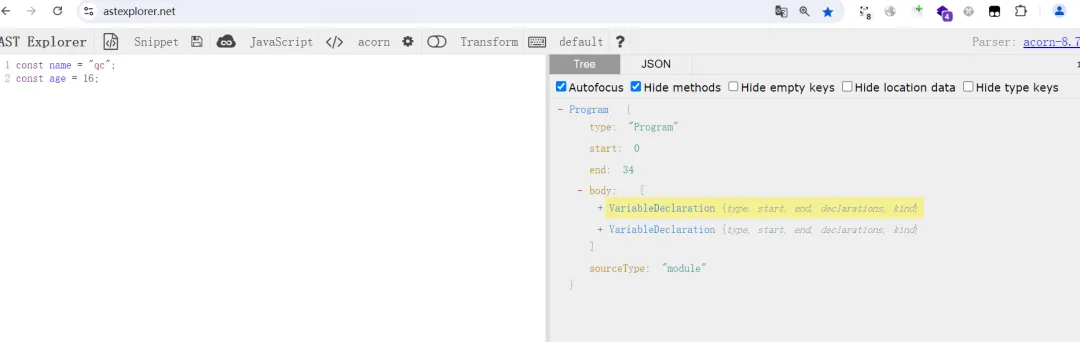 astexplorer.net
8
4
AST Explorer Snippet JavaScript </> acorn Transform default ? Parser: acorn-8.7
Tree JSON
1 const name = "qc";
2 const age = 16;
Autofocus Hide methods Hide empty keys Hide location data Hide type keys
- Program {
type: "Program"
start: 0
end: 34
- body: [
+ VariableDeclaration {type, start, end, declarations, kind}
+ VariableDeclaration {type, start, end, declarations, kind}
]
sourceType: "module"
}